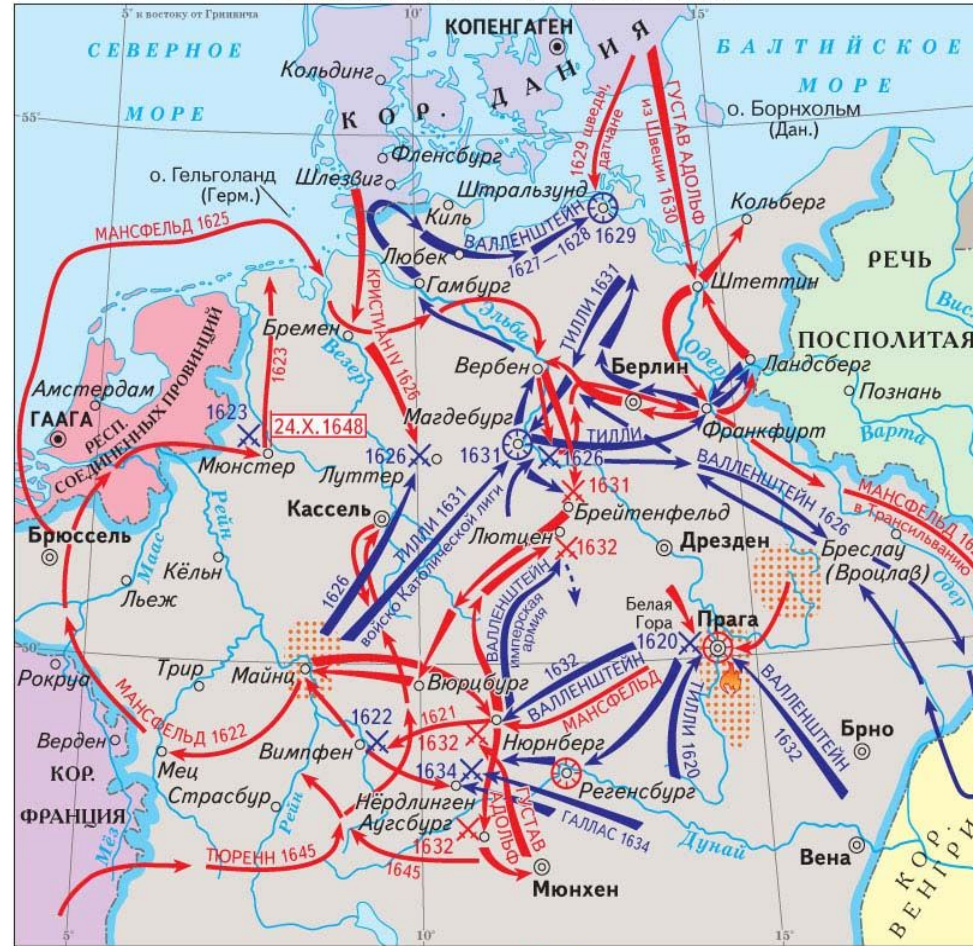 5° к востоку от Гринвича
10°
15°
СЕВЕРНОЕ
МОРЕ
КОПЕНГАГЕН
КОР. ДАНИЯ
БАЛТИЙСКОЕ
МОРЕ
Кольдинг
55°
55°
о. Борнхольм
(Дан.)
Фленсбург
Шлезвиг
о. Гельголанд
(Герм.)
1629 шведы,
датчане
ГУСТАВ АДОЛЬФ
из Швеции 1630
Штральзунд
Киль
Кольберг
МАНСФЕЛЬД 1625
ВАЛЛЕНШТЕЙН
1627—1628
1629
Любек
Гамбург
Штеттин
РЕЧЬ
ПОСПОЛИТАЯ
КРИСТИАН IV 1626
Эльба
ТИЛЛИ 1631
Бремен
Везер
Одер
Вис
Ландсберг
Берлин
Вербен
Познань
Варта
Амстердам
ГААГА
РЕСП.
СОЕДИНЕННЫХ ПРОВИНЦИЙ
1623
1623
24.X.1648
Мюнстер
Магдебург
1631
ТИЛЛИ
Франкфурт
1626
Луттер
1626
ВАЛЛЕНШТЕЙН 1626
МАНСФЕЛЬД
в Трансильванию
1631
Брейтенфельд
Кассель
ТИЛЛИ 1631
войско Католической лиги
1626
Рейн
Маас
Брюссель
Льеж
Кёльн
Лютцен
1632
Дрезден
Бреслау
(Вроцлав)
Одер
ВАЛЛЕНШТЕЙН
имперская
армия
Белая
Гора
1620
Прага
50°
50°
Рокруа
Трир
Майнц
Вюрцбург
1632
ВАЛЛЕНШТЕЙН
МАНСФЕЛЬД
1621
ТИЛЛИ 1620
ВАЛЛЕНШТЕЙН
1632
Брно
МАНСФЕЛЬД 1622
Верден
Мец
Вимпфен
1622
1632
Нюрнберг
1634
Регенсбург
КОР.
ФРАНЦИЯ
Страсбург
Рейн
Мёз
Нёрдлинген
Аугсбург
1632
ГУСТАВ
АДОЛЬФ
ГАЛЛАС 1634
Дунай
Вена
ТЮРЕНН 1645
1645
Мюнхен
КОР.
ВЕНГРИ
5°
10°
15°